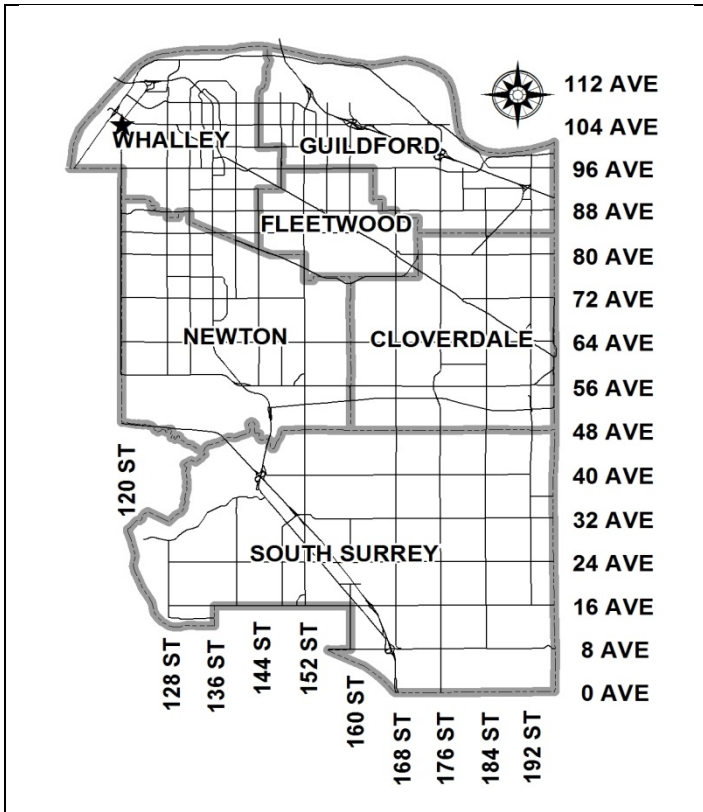 112 AVE
104 AVE
WHALLEY
GUILDFORD
96 AVE
88 AVE
FLEETWOOD
80 AVE
72 AVE
NEWTON
CLOVERDALE
64 AVE
56 AVE
48 AVE
120 ST
40 AVE
32 AVE
SOUTH SURREY
24 AVE
16 AVE
128 ST
136 ST
144 ST
152 ST
8 AVE
160 ST
0 AVE
168 ST
176 ST
184 ST
192 ST